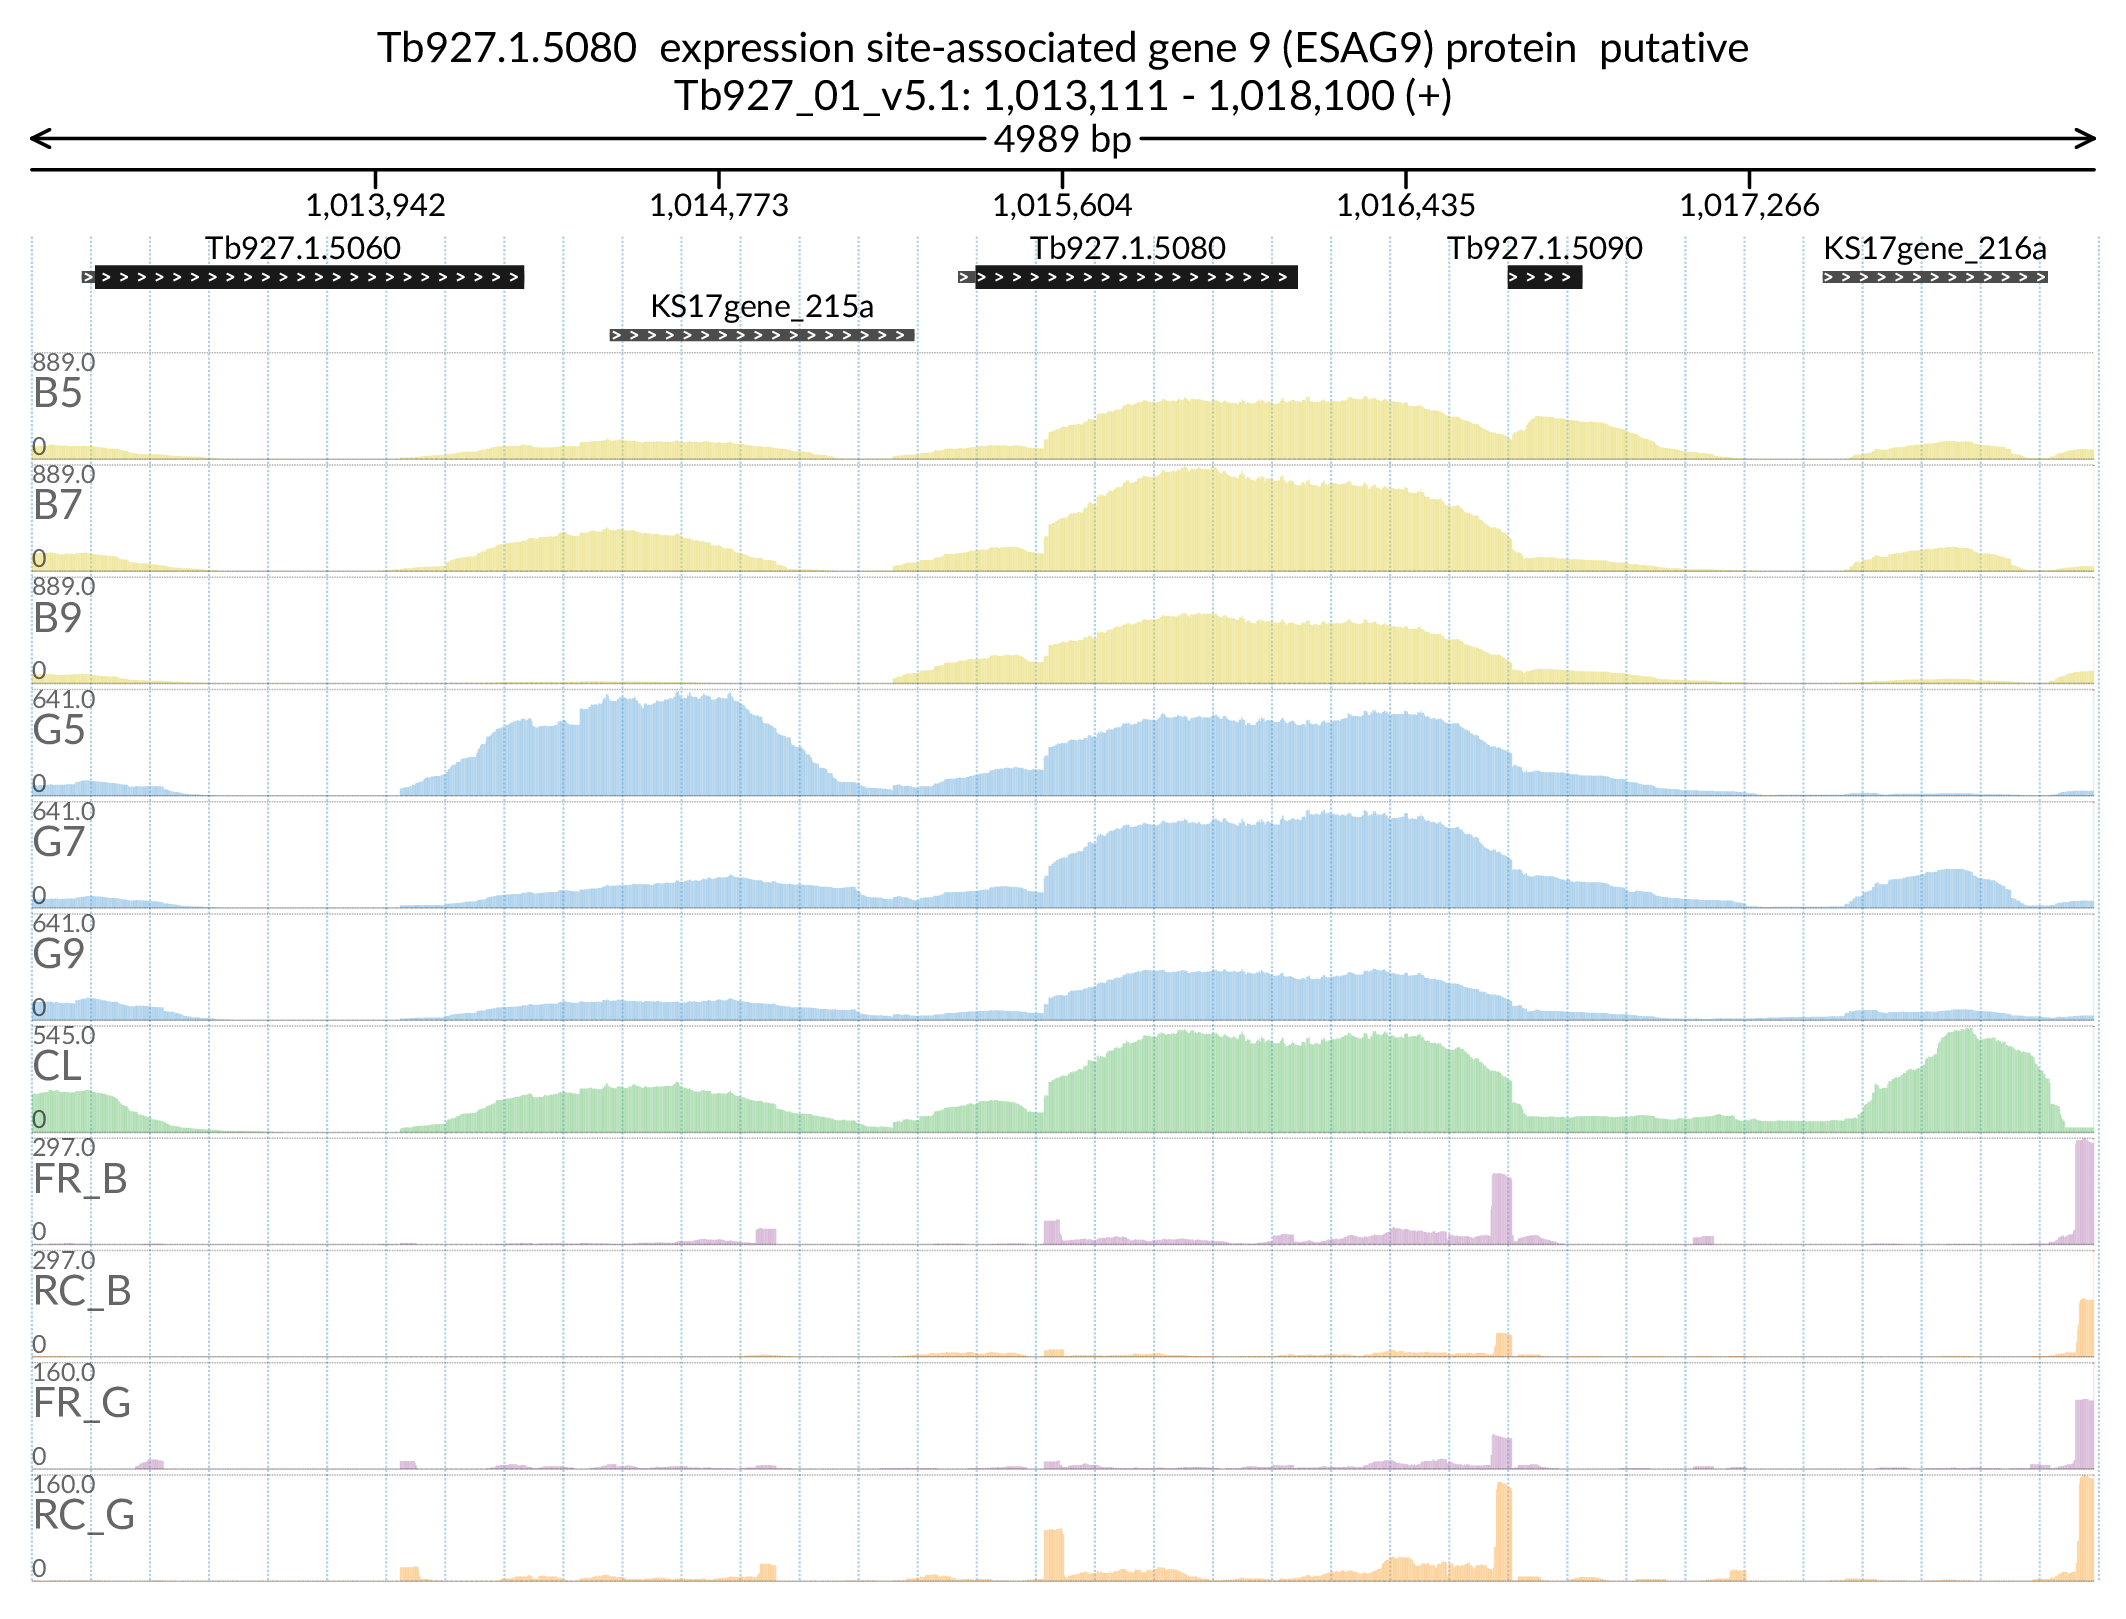 Tb927.1.5080  expression site-associated gene 9 (ESAG9) protein  putative
Tb927_01_v5.1: 1,013,111 - 1,018,100 (+)
4989 bp
1,013,942 1,014,773 1,015,604 1,016,435 1,017,266
Tb927.1.5060 Tb927.1.5080 Tb927.1.5090 KS17gene_216a
KS17gene_215a
889.0
B5
0
889.0
B7
0
889.0
B9
0
641.0
G5
0
641.0
G7
0
641.0
G9
0
545.0
CL
0
297.0
FR_B
0
297.0
RC_B
0
160.0
FR_G
0
160.0
RC_G
0